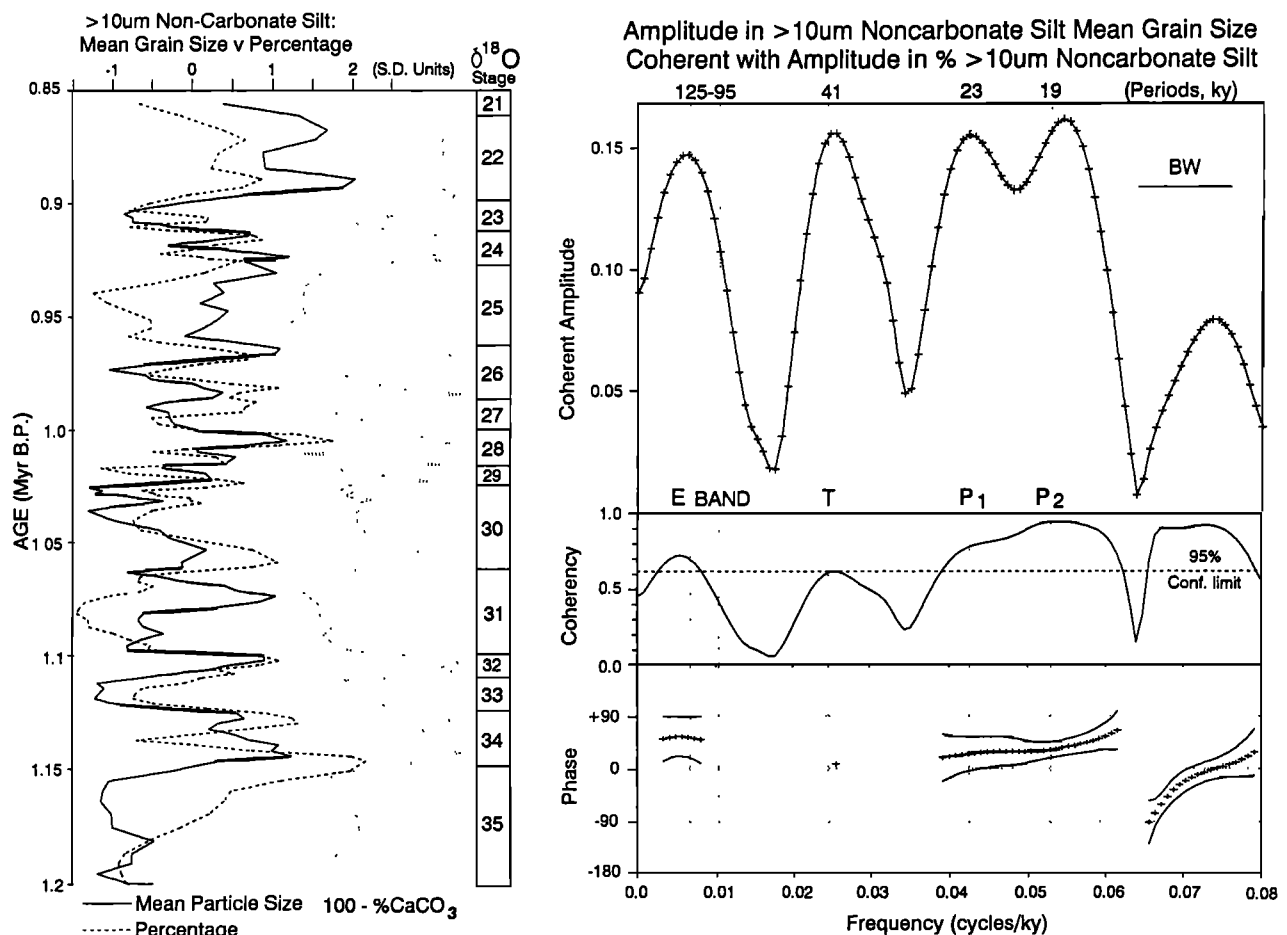 >10um Non-Carbonate Silt:
Mean Grain Size v Percentage
·1 0 1 2 (S.D. Units)
δ18O
Stage
0.85
0.9
0.95
1.0
1 05
1.1
1.15
1.2
AGE (Myr B.P.)
21
22
23
24
25
26
27
28
29
30
31
32
33
34
35
Mean Particle Size 100 - %CaCO3
Percentage
Amplitude in >10um Noncarbonate Silt Mean Grain Size
Coherent with Amplitude in % >10um Noncarbonate Silt
125-95 41 23 19 (Periods, ky)
0.15
0.10
0.05
Coherent Amplitude
BW
E BAND T P1 P2
1.0
0.5
0.0
Coherency
95%
Conf. limit
+90
0
-90
-180
Phase
0.0 0.01 0.02 0.03 0.04 0.05 0.06 0.07 0.08
Frequency (cycles/ky)